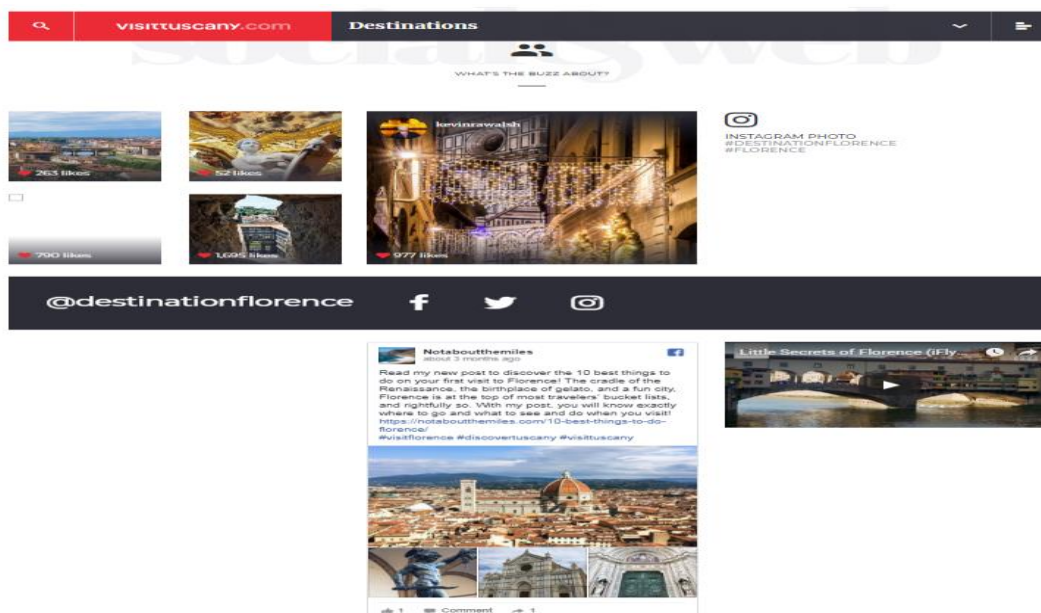 visittuscany.com
Destinations
social & web
WHAT'S THE BUZZ ABOUT?
263 likes
52 likes
kevinrawalsh
790 likes
1,695 likes
977 likes
INSTAGRAM PHOTO
#DESTINATIONFLORENCE
#FLORENCE
@destinationflorence
Notaboutthemiles
about 3 months ago
Read my new post to discover the 10 best things to
do on your first visit to Florence! The cradle of the
Renaissance, the birthplace of gelato, and a fun city,
Florence is at the top of most travelers' bucket lists,
and rightfully so. With my post, you will know exactly
where to go and what to see and do when you visit!
https://notaboutthemiles.com/10-best-things-to-do-
florence/
#visitflorence #discovertuscany #visittuscany
1 Comment 1
Little Secrets of Florence (iFly...